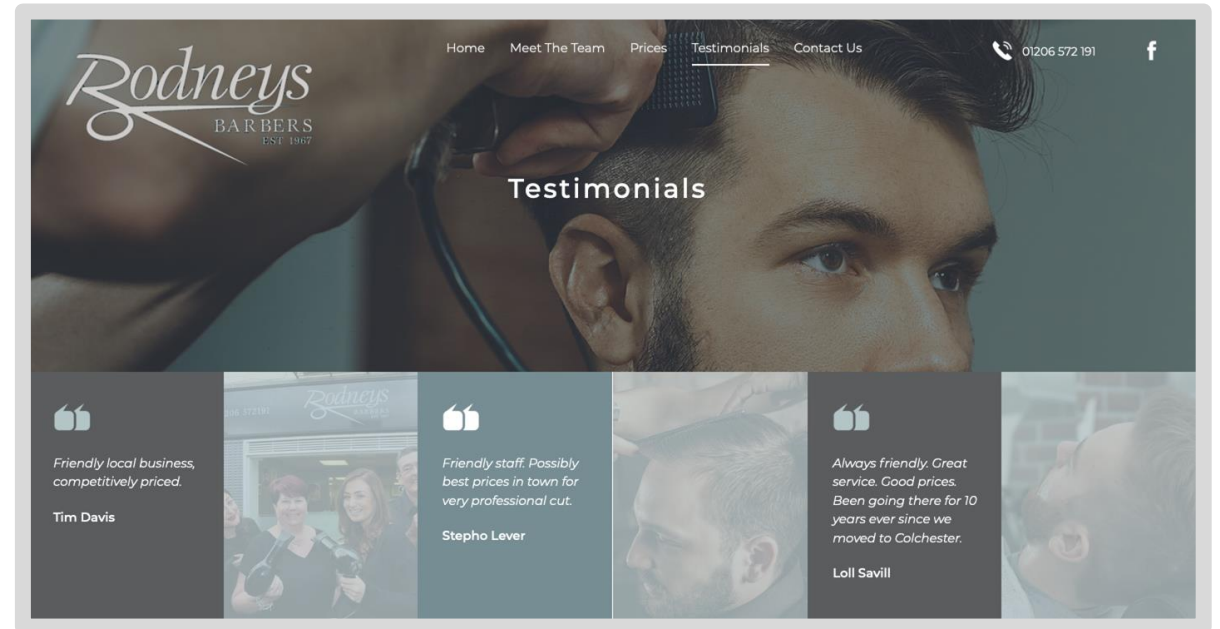 Rodneys
BARBERS
EST 1967
Home Meet The Team Prices Testimonials Contact Us
01206 572 191
f
Testimonials
Friendly local business,
competitively priced.
Tim Davis
Rodneys
BARBERS
Friendly staff. Possibly
best prices in town for
very professional cut.
Stepho Lever
Always friendly. Great
service. Good prices.
Been going there for 10
years ever since we
moved to Colchester.
Loll Savill